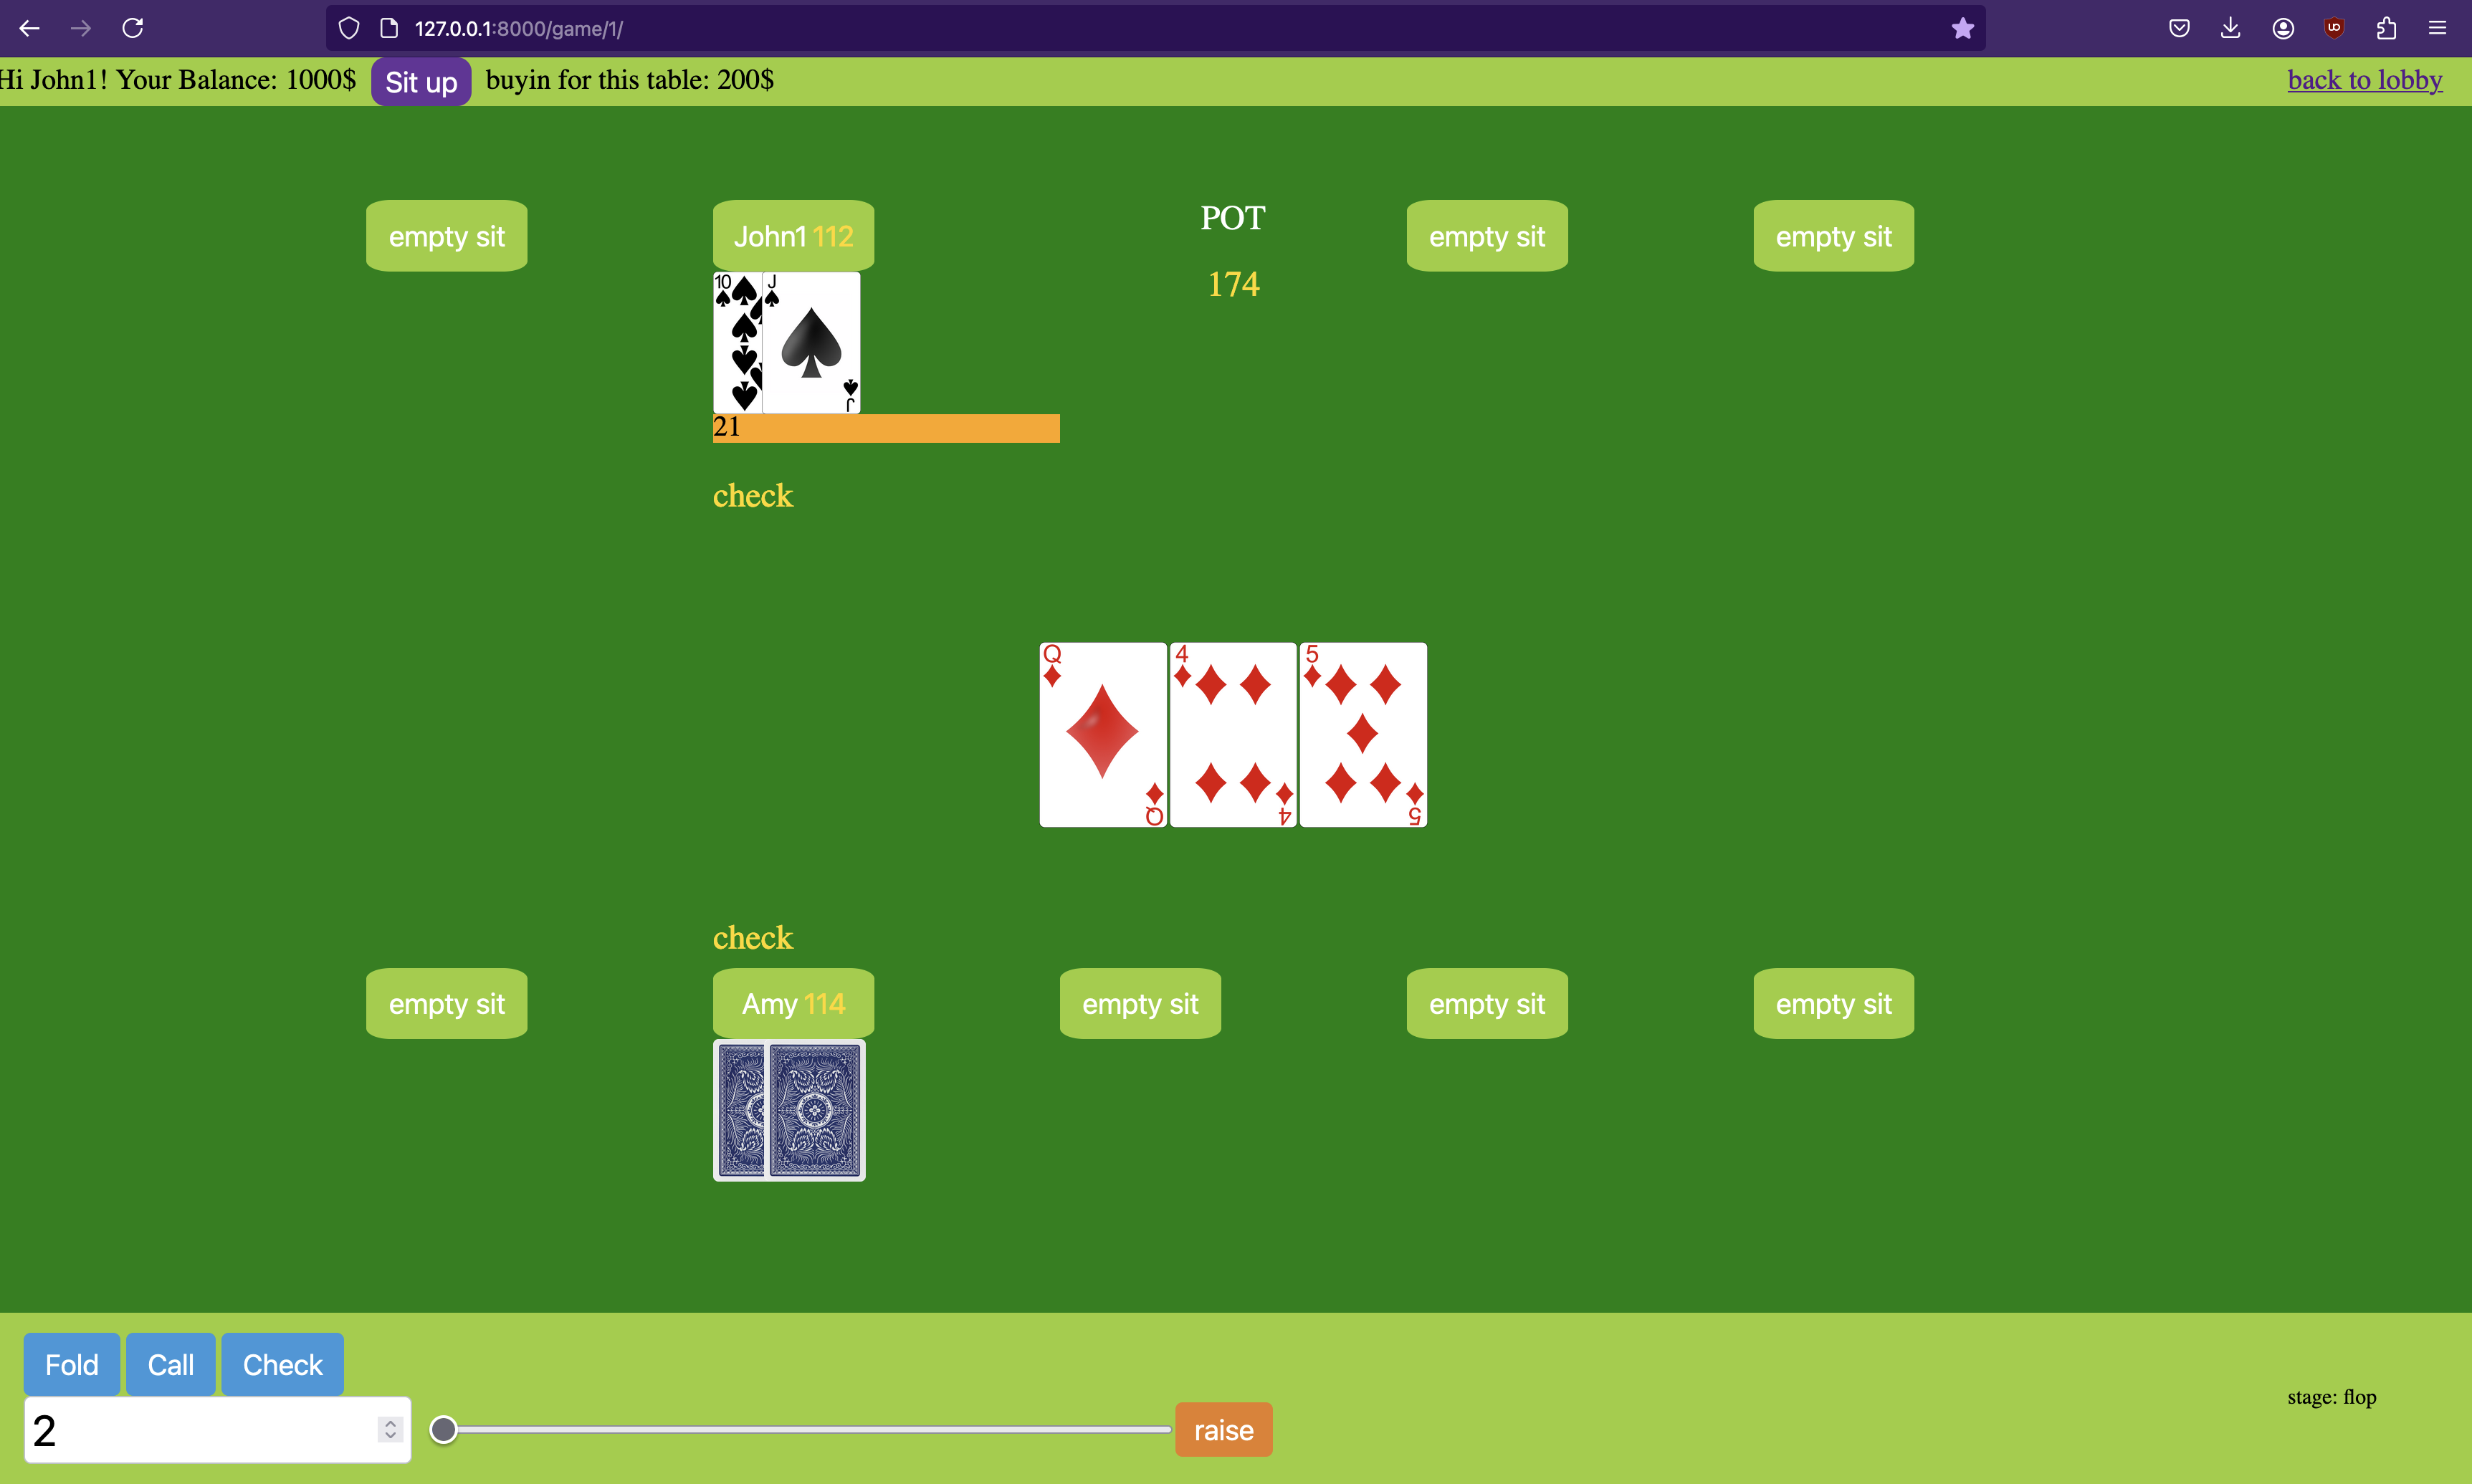 127.0.0.1:8000/game/1/
Hi John1! Your Balance: 1000$ Sit up buyin for this table: 200$ back to lobby
empty sit John1 112 POT empty sit empty sit
174
10 J
J
21
check
Q 4 5
Q 4 5
check
empty sit Amy 114 empty sit empty sit empty sit
Fold Call Check
stage: flop
2 raise